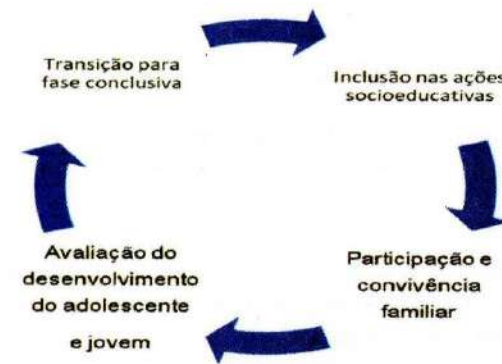 Transição para
fase conclusiva
Inclusão nas ações
socioeducativas
Participação e
convivência
familiar
Avaliação do
desenvolvimento
do adolescente
e jovem